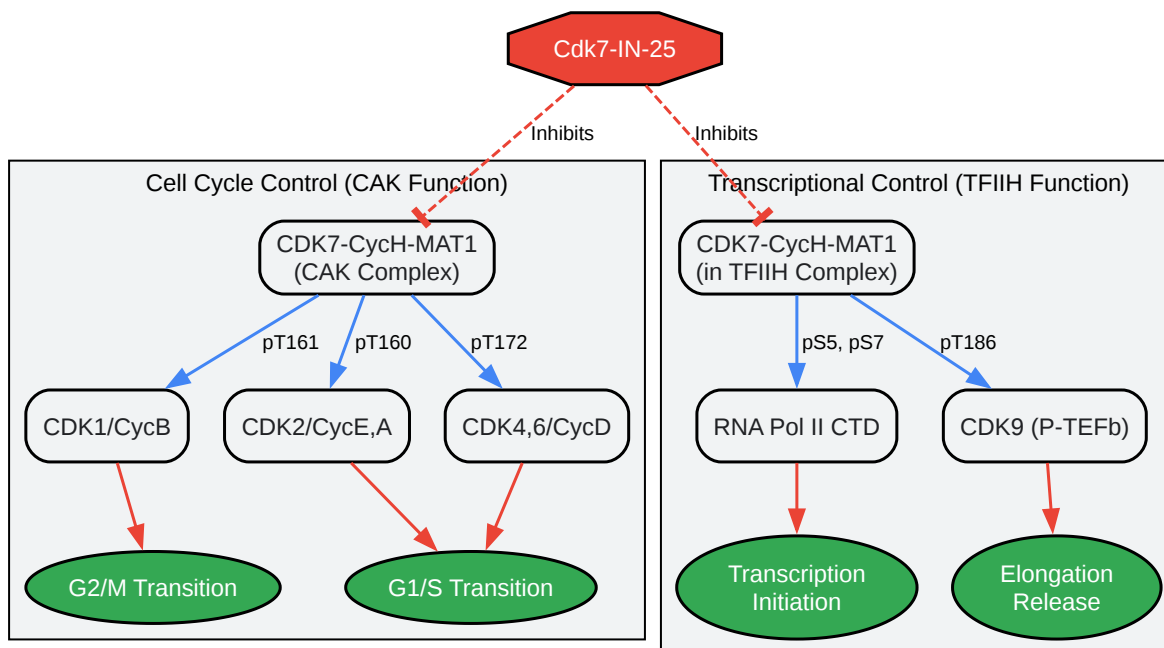 Cdk7-IN-25
Inhibits
Inhibits
Cell Cycle Control (CAK Function)
CDK7-CycH-MAT1
(CAK Complex)
pT161
pT160
pT172
CDK1/CycB
CDK2/CycE,A
CDK4,6/CycD
G2/M Transition
G1/S Transition
Transcriptional Control (TFIIH Function)
CDK7-CycH-MAT1
(in TFIIH Complex)
pS5, pS7
pT186
RNA Pol II CTD
CDK9 (P-TEFb)
Transcription
Initiation
Elongation
Release